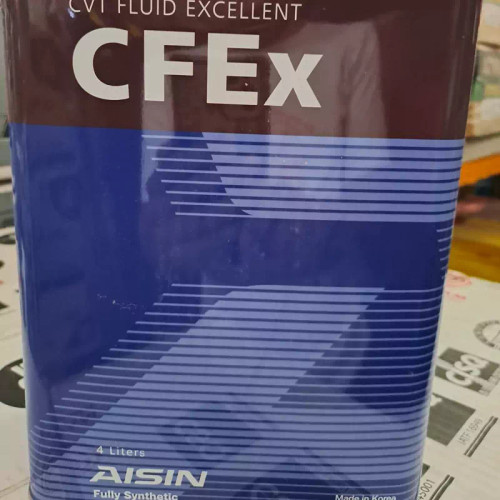 CVT FLUID EXCELLENT
CFEx
4 Liters
AISIN
Fully Synthetic
Made in Korea